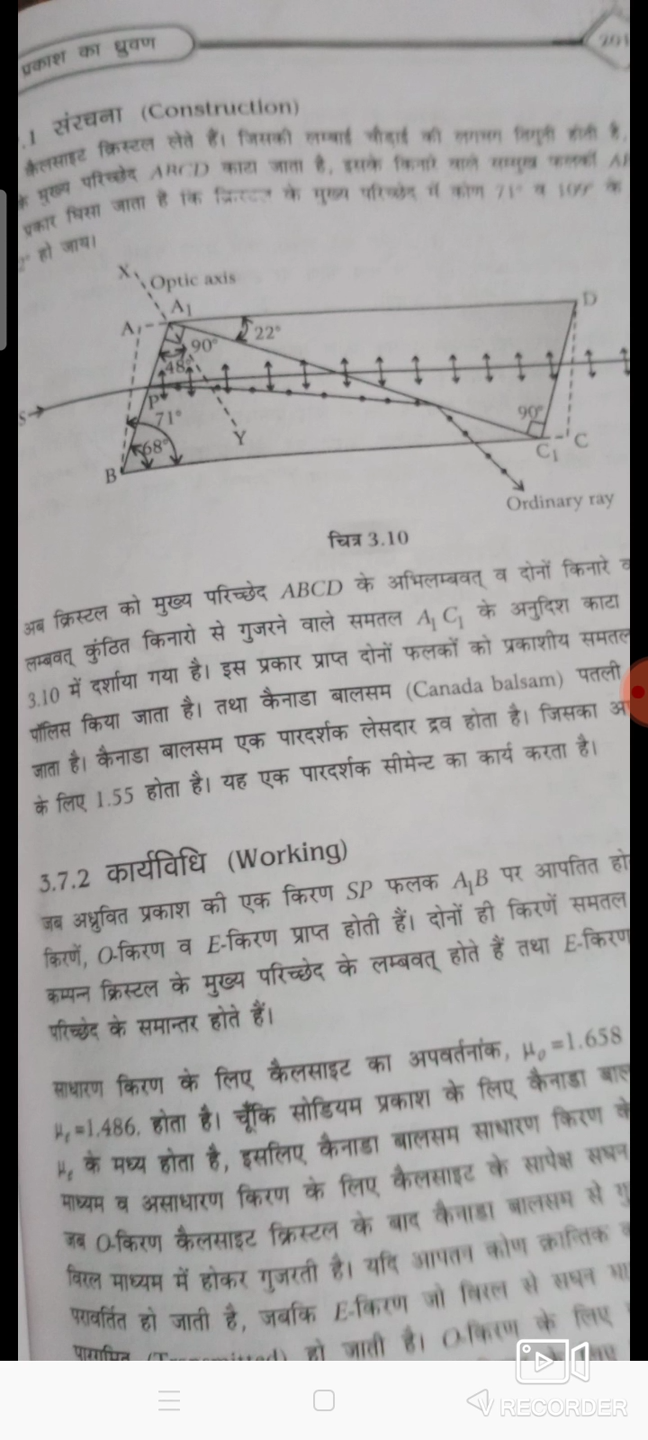 प्रकाश का ध्रुवण
201
.1 संरचना (Construction)
कैलसाइट क्रिस्टल लेते हैं। जिसकी लम्बाई चौड़ाई की लगभग तिगुनी होती है,
के मुख्य परिच्छेद ABCD काटा जाता है, इसके किनारे वाले सम्मुख फलकों
प्रकार घिसा जाता है कि क्रिस्टल के मुख्य परिच्छेद में कोण 71° व 109° के
हो जाय।
X
Optic axis
A
A₁
D
22°
90°
48°
S
P
71°
90°
Y
68°
B
C₁
C
Ordinary ray
चित्र 3.10
अब क्रिस्टल को मुख्य परिच्छेद ABCD के अभिलम्बवत् व दोनों किनारे व
लम्बवत् कुंठित किनारो से गुजरने वाले समतल A₁ C₁ के अनुदिश काटा
3.10 में दर्शाया गया है। इस प्रकार प्राप्त दोनों फलकों को प्रकाशीय समतल
पॉलिस किया जाता है। तथा कैनाडा बालसम (Canada balsam) पतली
जाता है। कैनाडा बालसम एक पारदर्शक लेसदार द्रव होता है। जिसका अ
के लिए 1.55 होता है। यह एक पारदर्शक सीमेन्ट का कार्य करता है।
3.7.2 कार्यविधि (Working)
जब अध्रुवित प्रकाश की एक किरण SP फलक A₁B पर आपतित हो
किरणें, O-किरण व E-किरण प्राप्त होती हैं। दोनों ही किरणें समतल
कम्पन्न क्रिस्टल के मुख्य परिच्छेद के लम्बवत् होते हैं तथा E-किरण
परिच्छेद के समान्तर होते हैं।
साधारण किरण के लिए कैलसाइट का अपवर्तनांक, μₒ=1.658
μₑ=1.486. होता है। चूँकि सोडियम प्रकाश के लिए कैनाडा बाल
μₑ के मध्य होता है, इसलिए कैनाडा बालसम साधारण किरण के
माध्यम व असाधारण किरण के लिए कैलसाइट के सापेक्ष सघन
जब O-किरण कैलसाइट क्रिस्टल के बाद कैनाडा बालसम से गु
विरल माध्यम में होकर गुजरती है। यदि आपतन कोण क्रान्तिक क
परावर्तित हो जाती है, जबकि E-किरण जो विरल से सघन मा
पारगमित (Transmitted) हो जाती है। O-किरण के लिए
RECORDER